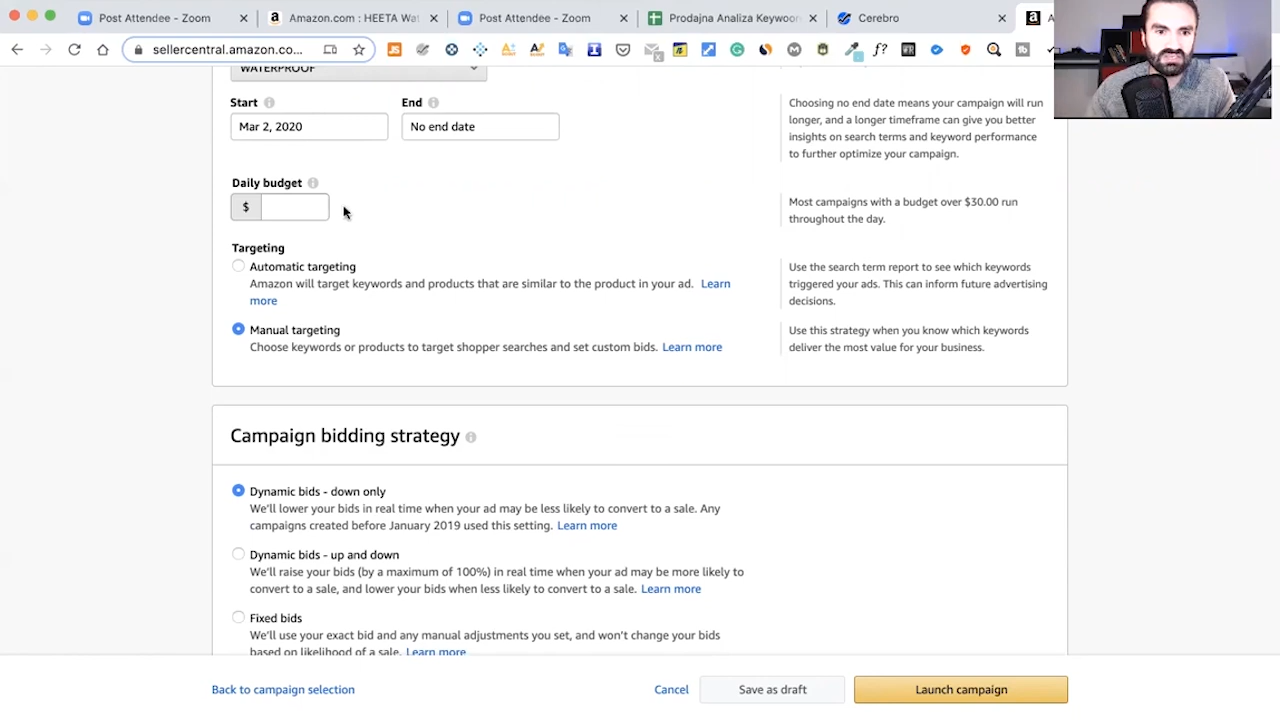 Post Attendee - Zoom
Amazon.com : HEETA Wat
Post Attendee - Zoom
Prodajna Analiza Keywoor
Cerebro
sellercentral.amazon.co...
WATERPROOF
Start
End
Mar 2, 2020
No end date
Choosing no end date means your campaign will run
longer, and a longer timeframe can give you better
insights on search terms and keyword performance
to further optimize your campaign.
Daily budget
$
Most campaigns with a budget over $30.00 run
throughout the day.
Targeting
Automatic targeting
Amazon will target keywords and products that are similar to the product in your ad. Learn
more
Use the search term report to see which keywords
triggered your ads. This can inform future advertising
decisions.
Manual targeting
Choose keywords or products to target shopper searches and set custom bids. Learn more
Use this strategy when you know which keywords
deliver the most value for your business.
Campaign bidding strategy
Dynamic bids - down only
We'll lower your bids in real time when your ad may be less likely to convert to a sale. Any
campaigns created before January 2019 used this setting. Learn more
Dynamic bids - up and down
We'll raise your bids (by a maximum of 100%) in real time when your ad may be more likely to
convert to a sale, and lower your bids when less likely to convert to a sale. Learn more
Fixed bids
We'll use your exact bid and any manual adjustments you set, and won't change your bids
based on likelihood of a sale. Learn more
Back to campaign selection
Cancel
Save as draft
Launch campaign